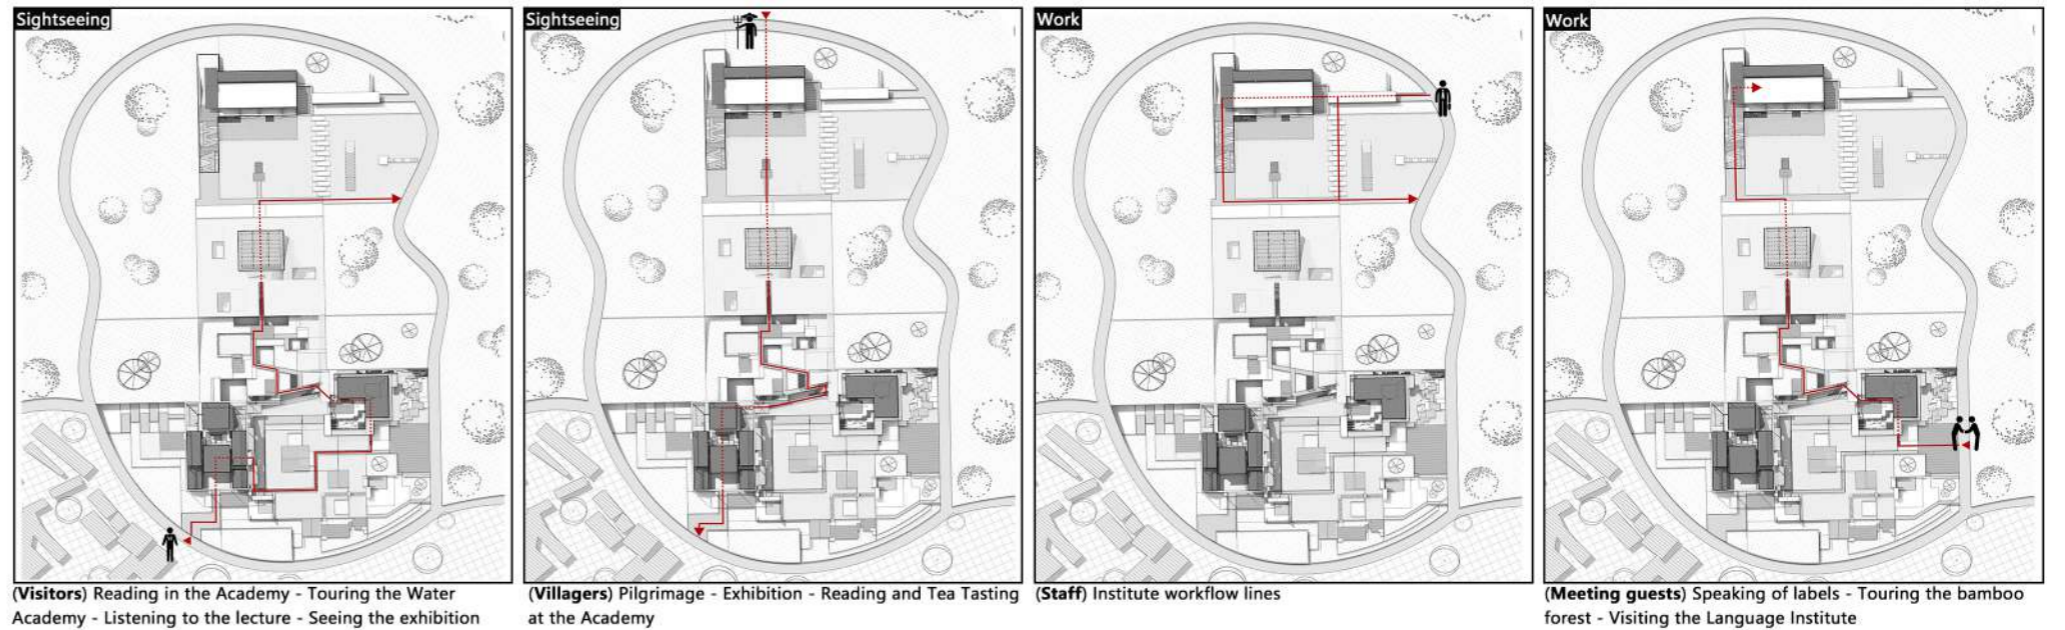 Sightseeing
Sightseeing
Work
Work
(Visitors) Reading in the Academy - Touring the Water
Academy - Listening to the lecture - Seeing the exhibition
(Villagers) Pilgrimage - Exhibition - Reading and Tea Tasting
at the Academy
(Staff) Institute workflow lines
(Meeting guests) Speaking of labels - Touring the bamboo
forest - Visiting the Language Institute